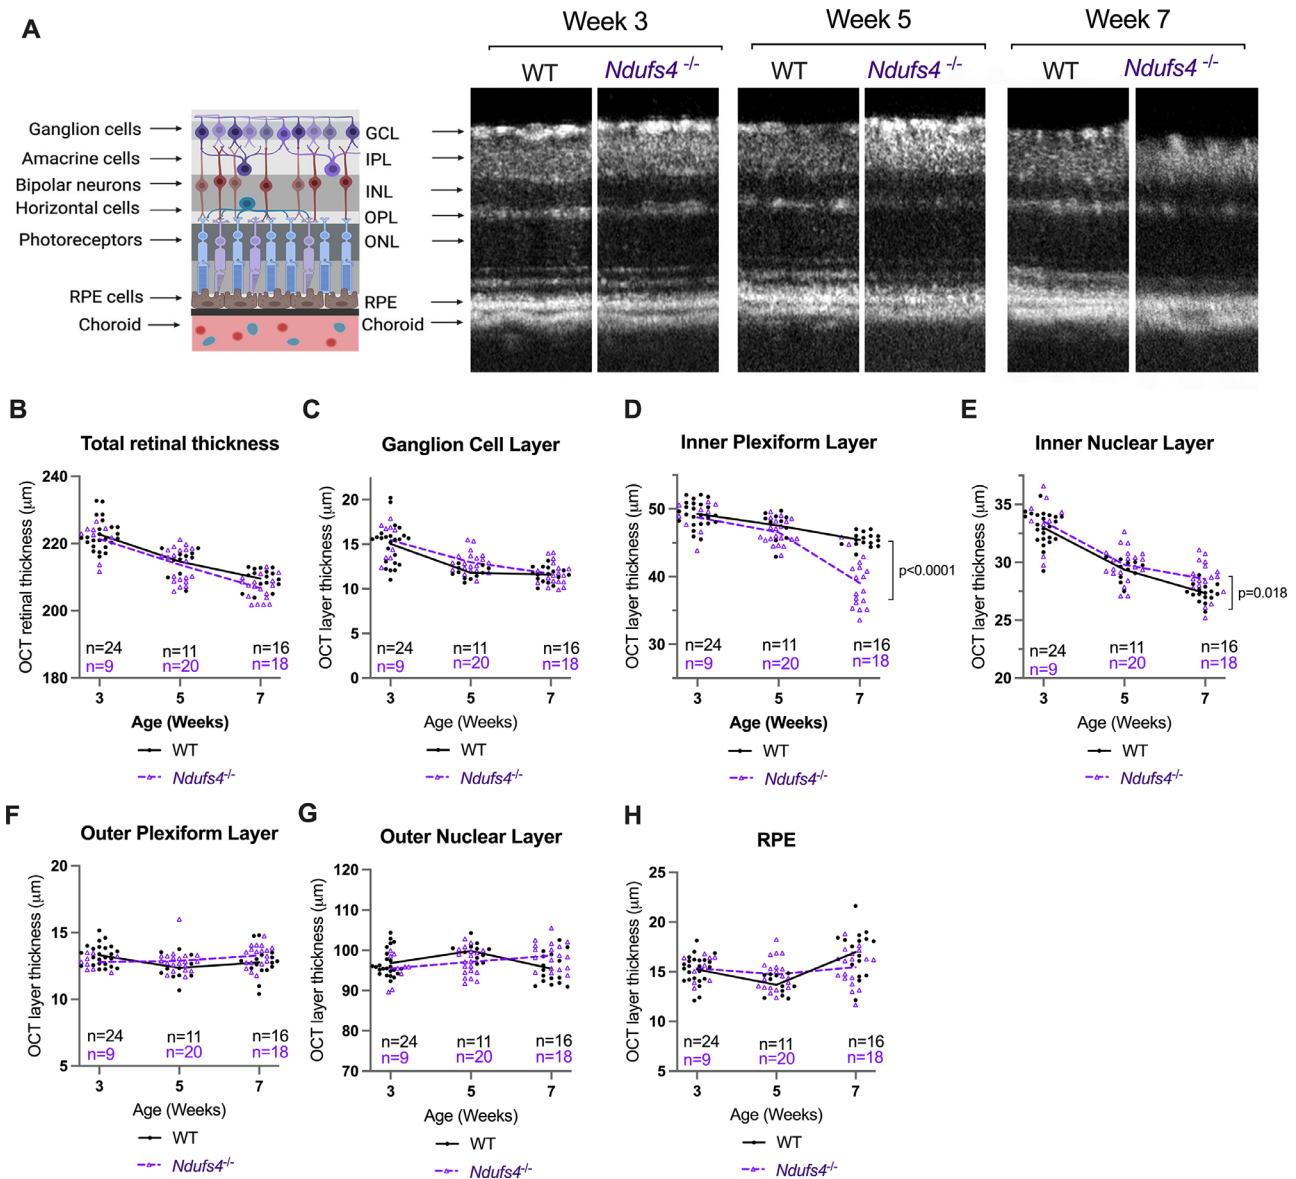 A
Week 3
Week 5
Week 7
WT
Ndufs4 -/-
WT
Ndufs4 -/-
WT
Ndufs4 -/-
Ganglion cells
Amacrine cells
Bipolar neurons
Horizontal cells
Photoreceptors
RPE cells
Choroid
GCL
IPL
INL
OPL
ONL
RPE
Choroid
B
Total retinal thickness
OCT retinal thickness (μm)
240
220
200
180
n=24
n=11
n=16
n=9
n=20
n=18
3
5
7
Age (Weeks)
WT
Ndufs4-/-
C
Ganglion Cell Layer
OCT layer thickness (μm)
20
15
10
5
0
n=24
n=11
n=16
n=9
n=20
n=18
3
5
7
Age (Weeks)
WT
Ndufs4-/-
D
Inner Plexiform Layer
OCT layer thickness (μm)
50
40
30
p<0.0001
n=24
n=11
n=16
n=9
n=20
n=18
3
5
7
Age (Weeks)
WT
Ndufs4-/-
E
Inner Nuclear Layer
OCT layer thickness (μm)
35
30
25
20
p=0.018
n=24
n=11
n=16
n=9
n=20
n=18
3
5
7
Age (Weeks)
WT
Ndufs4-/-
F
Outer Plexiform Layer
OCT layer thickness (μm)
20
15
10
5
n=24
n=11
n=16
n=9
n=20
n=18
3
5
7
Age (Weeks)
WT
Ndufs4-/-
G
Outer Nuclear Layer
OCT layer thickness (μm)
120
110
100
90
80
70
n=24
n=11
n=16
n=9
n=20
n=18
3
5
7
Age (Weeks)
WT
Ndufs4-/-
H
RPE
OCT layer thickness (μm)
25
20
15
10
5
n=24
n=11
n=16
n=9
n=20
n=18
3
5
7
Age (Weeks)
WT
Ndufs4-/-